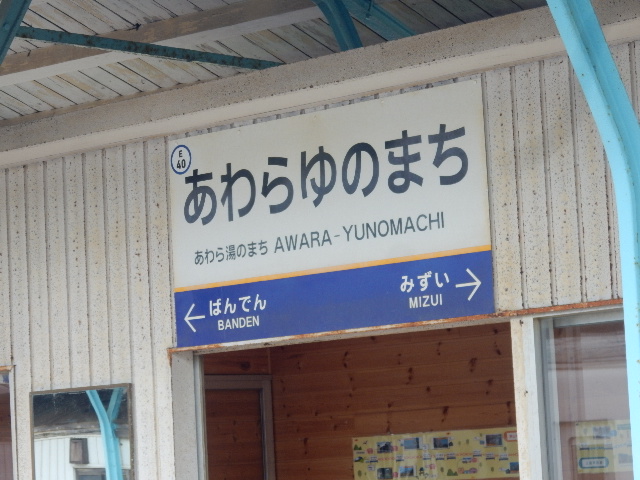 E
40
あわらゆのまち
あわら湯のまち AWARA-YUNOMACHI
← ばんでん
BANDEN
みずい →
MIZUI